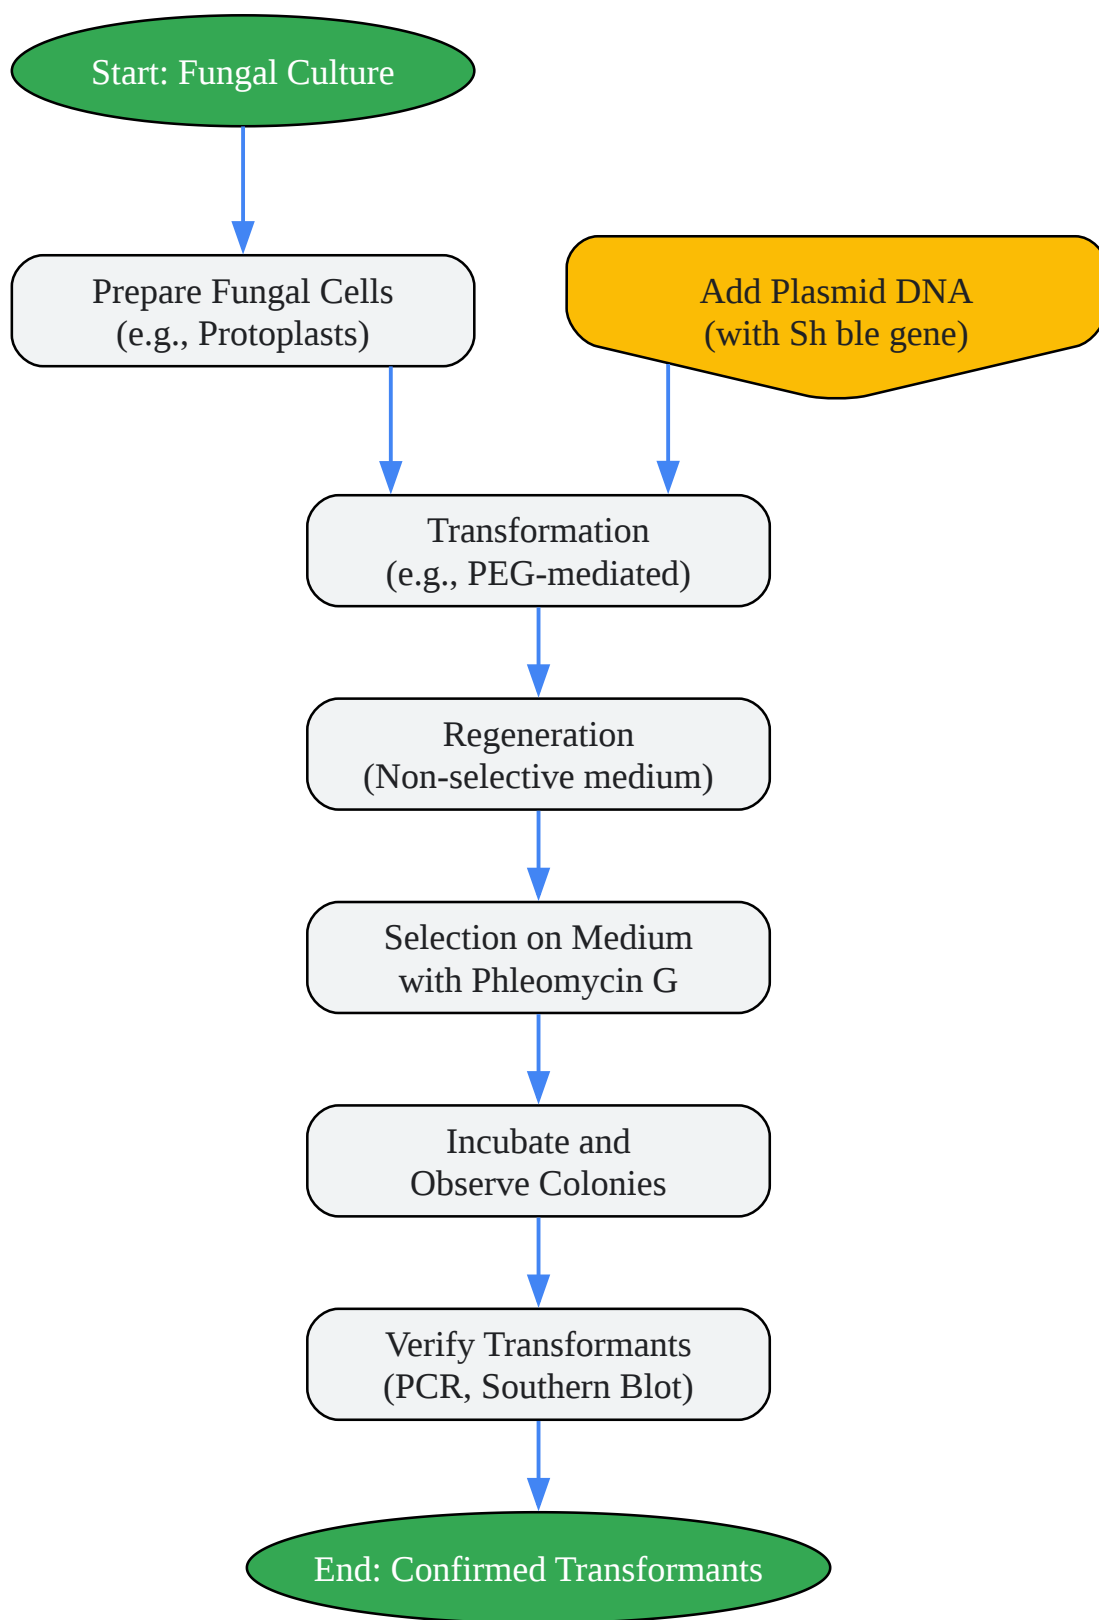 Start: Fungal Culture
Prepare Fungal Cells
(e.g., Protoplasts)
Add Plasmid DNA
(with Sh ble gene)
Transformation
(e.g., PEG-mediated)
Regeneration
(Non-selective medium)
Selection on Medium
with Phleomycin G
Incubate and
Observe Colonies
Verify Transformants
(PCR, Southern Blot)
End: Confirmed Transformants